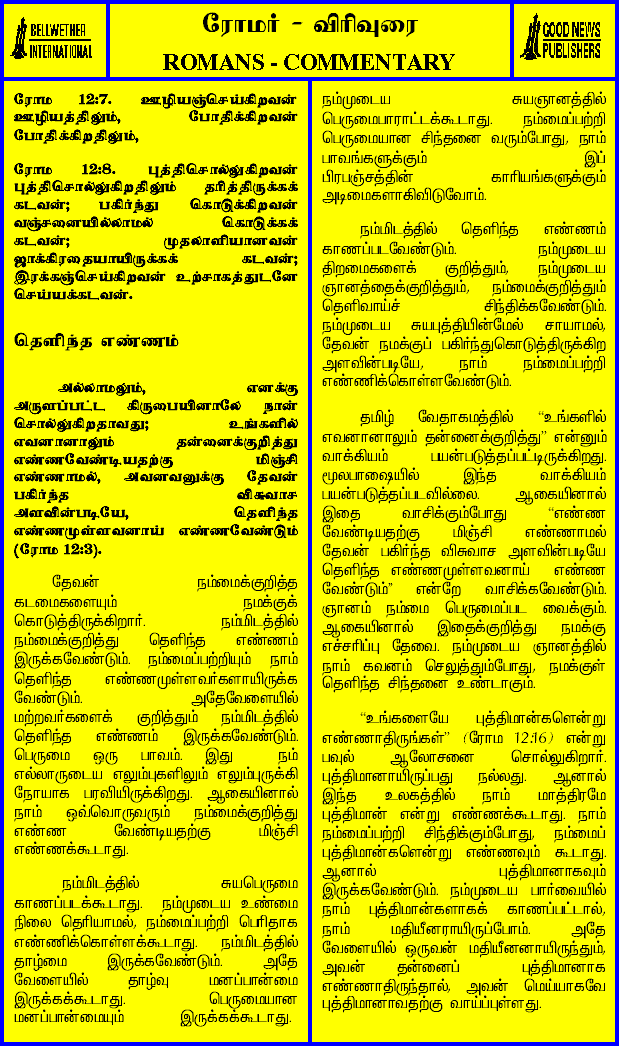 BELLWETHER
INTERNATIONAL
ரோமர் - விரிவுரை
ROMANS - COMMENTARY
GOOD NEWS
PUBLISHERS
ரோம 12:7. ஊழியஞ்செய்கிறவன்
ஊழியத்திலும், போதிக்கிறவன்
போதிக்கிறதிலும்,
ரோம 12:8. புத்திசொல்லுகிறவன்
புத்திசொல்லுகிறதிலும் தரித்திருக்கக்
கடவன்; பகிர்ந்து கொடுக்கிறவன்
வஞ்சனையில்லாமல் கொடுக்கக்
கடவன்; முதலாளியானவன்
ஜாக்கிரதையாயிருக்கக் கடவன்;
இரக்கஞ்செய்கிறவன் உற்சாகத்துடனே
செய்யக்கடவன்.
தெளிந்த எண்ணம்
அல்லாமலும், எனக்கு
அருளப்பட்ட கிருபையினாலே நான்
சொல்லுகிறதாவது; உங்களில்
எவனானாலும் தன்னைக்குறித்து
எண்ணவேண்டியதற்கு மிஞ்சி
எண்ணாமல், அவனவனுக்கு தேவன்
பகிர்ந்த விசுவாச
அளவின்படியே, தெளிந்த
எண்ணமுள்ளவனாய் எண்ணவேண்டும்
(ரோம 12:3).
தேவன் நம்மைக்குறித்த
கடமைகளையும் நமக்குக்
கொடுத்திருக்கிறார். நம்மிடத்தில்
நம்மைக்குறித்து தெளிந்த எண்ணம்
இருக்கவேண்டும். நம்மைப்பற்றியும் நாம்
தெளிந்த எண்ணமுள்ளவர்களாயிருக்க
வேண்டும். அதேவேளையில்
மற்றவர்களைக் குறித்தும் நம்மிடத்தில்
தெளிந்த எண்ணம் இருக்கவேண்டும்.
பெருமை ஒரு பாவம். இது நம்
எல்லாருடைய எலும்புகளிலும் எலும்புருக்கி
நோயாக பரவியிருக்கிறது. ஆகையினால்
நாம் ஒவ்வொருவரும் நம்மைக்குறித்து
எண்ண வேண்டியதற்கு மிஞ்சி
எண்ணக்கூடாது.
நம்மிடத்தில் சுயபெருமை
காணப்படக்கூடாது. நம்முடைய உண்மை
நிலை தெரியாமல், நம்மைப்பற்றி பெரிதாக
எண்ணிக்கொள்ளக்கூடாது. நம்மிடத்தில்
தாழ்மை இருக்கவேண்டும். அதே
வேளையில் தாழ்வு மனப்பான்மை
இருக்கக்கூடாது. பெருமையான
மனப்பான்மையும் இருக்கக்கூடாது.
நம்முடைய சுயஞானத்தில்
பெருமைபாராட்டக்கூடாது. நம்மைப்பற்றி
பெருமையான சிந்தனை வரும்போது, நாம்
பாவங்களுக்கும் இப்
பிரபஞ்சத்தின் காரியங்களுக்கும்
அடிமைகளாகிவிடுவோம்.
நம்மிடத்தில் தெளிந்த எண்ணம்
காணப்படவேண்டும். நம்முடைய
திறமைகளைக் குறித்தும், நம்முடைய
ஞானத்தைக்குறித்தும், நம்மைக்குறித்தும்
தெளிவாய்ச் சிந்திக்கவேண்டும்.
நம்முடைய சுயபுத்தியின்மேல் சாயாமல்,
தேவன் நமக்குப் பகிர்ந்துகொடுத்திருக்கிற
அளவின்படியே, நாம் நம்மைப்பற்றி
எண்ணிக்கொள்ளவேண்டும்.
தமிழ் வேதாகமத்தில் “உங்களில்
எவனானாலும் தன்னைக்குறித்து” என்னும்
வாக்கியம் பயன்படுத்தப்பட்டிருக்கிறது.
மூலபாஷையில் இந்த வாக்கியம்
பயன்படுத்தப்படவில்லை. ஆகையினால்
இதை வாசிக்கும்போது “எண்ண
வேண்டியதற்கு மிஞ்சி எண்ணாமல்
தேவன் பகிர்ந்த விசுவாச அளவின்படியே
தெளிந்த எண்ணமுள்ளவனாய் எண்ண
வேண்டும்” என்றே வாசிக்கவேண்டும்.
ஞானம் நம்மை பெருமைப்பட வைக்கும்.
ஆகையினால் இதைக்குறித்து நமக்கு
எச்சரிப்பு தேவை. நம்முடைய ஞானத்தில்
நாம் கவனம் செலுத்தும்போது, நமக்குள்
தெளிந்த சிந்தனை உண்டாகும்.
“உங்களையே புத்திமான்களென்று
எண்ணாதிருங்கள்” (ரோம 12:16) என்று
பவுல் ஆலோசனை சொல்லுகிறார்.
புத்திமானாயிருப்பது நல்லது. ஆனால்
இந்த உலகத்தில் நாம் மாத்திரமே
புத்திமான் என்று எண்ணக்கூடாது. நாம்
நம்மைப்பற்றி சிந்திக்கும்போது, நம்மைப்
புத்திமான்களென்று எண்ணவும் கூடாது.
ஆனால் புத்திமானாகவும்
இருக்கவேண்டும். நம்முடைய பார்வையில்
நாம் புத்திமான்களாகக் காணப்பட்டால்,
நாம் மதியீனராயிருப்போம். அதே
வேளையில் ஒருவன் மதியீனனாயிருந்தும்,
அவன் தன்னைப் புத்திமானாக
எண்ணாதிருந்தால், அவன் மெய்யாகவே
புத்திமானாவதற்கு வாய்ப்புள்ளது.